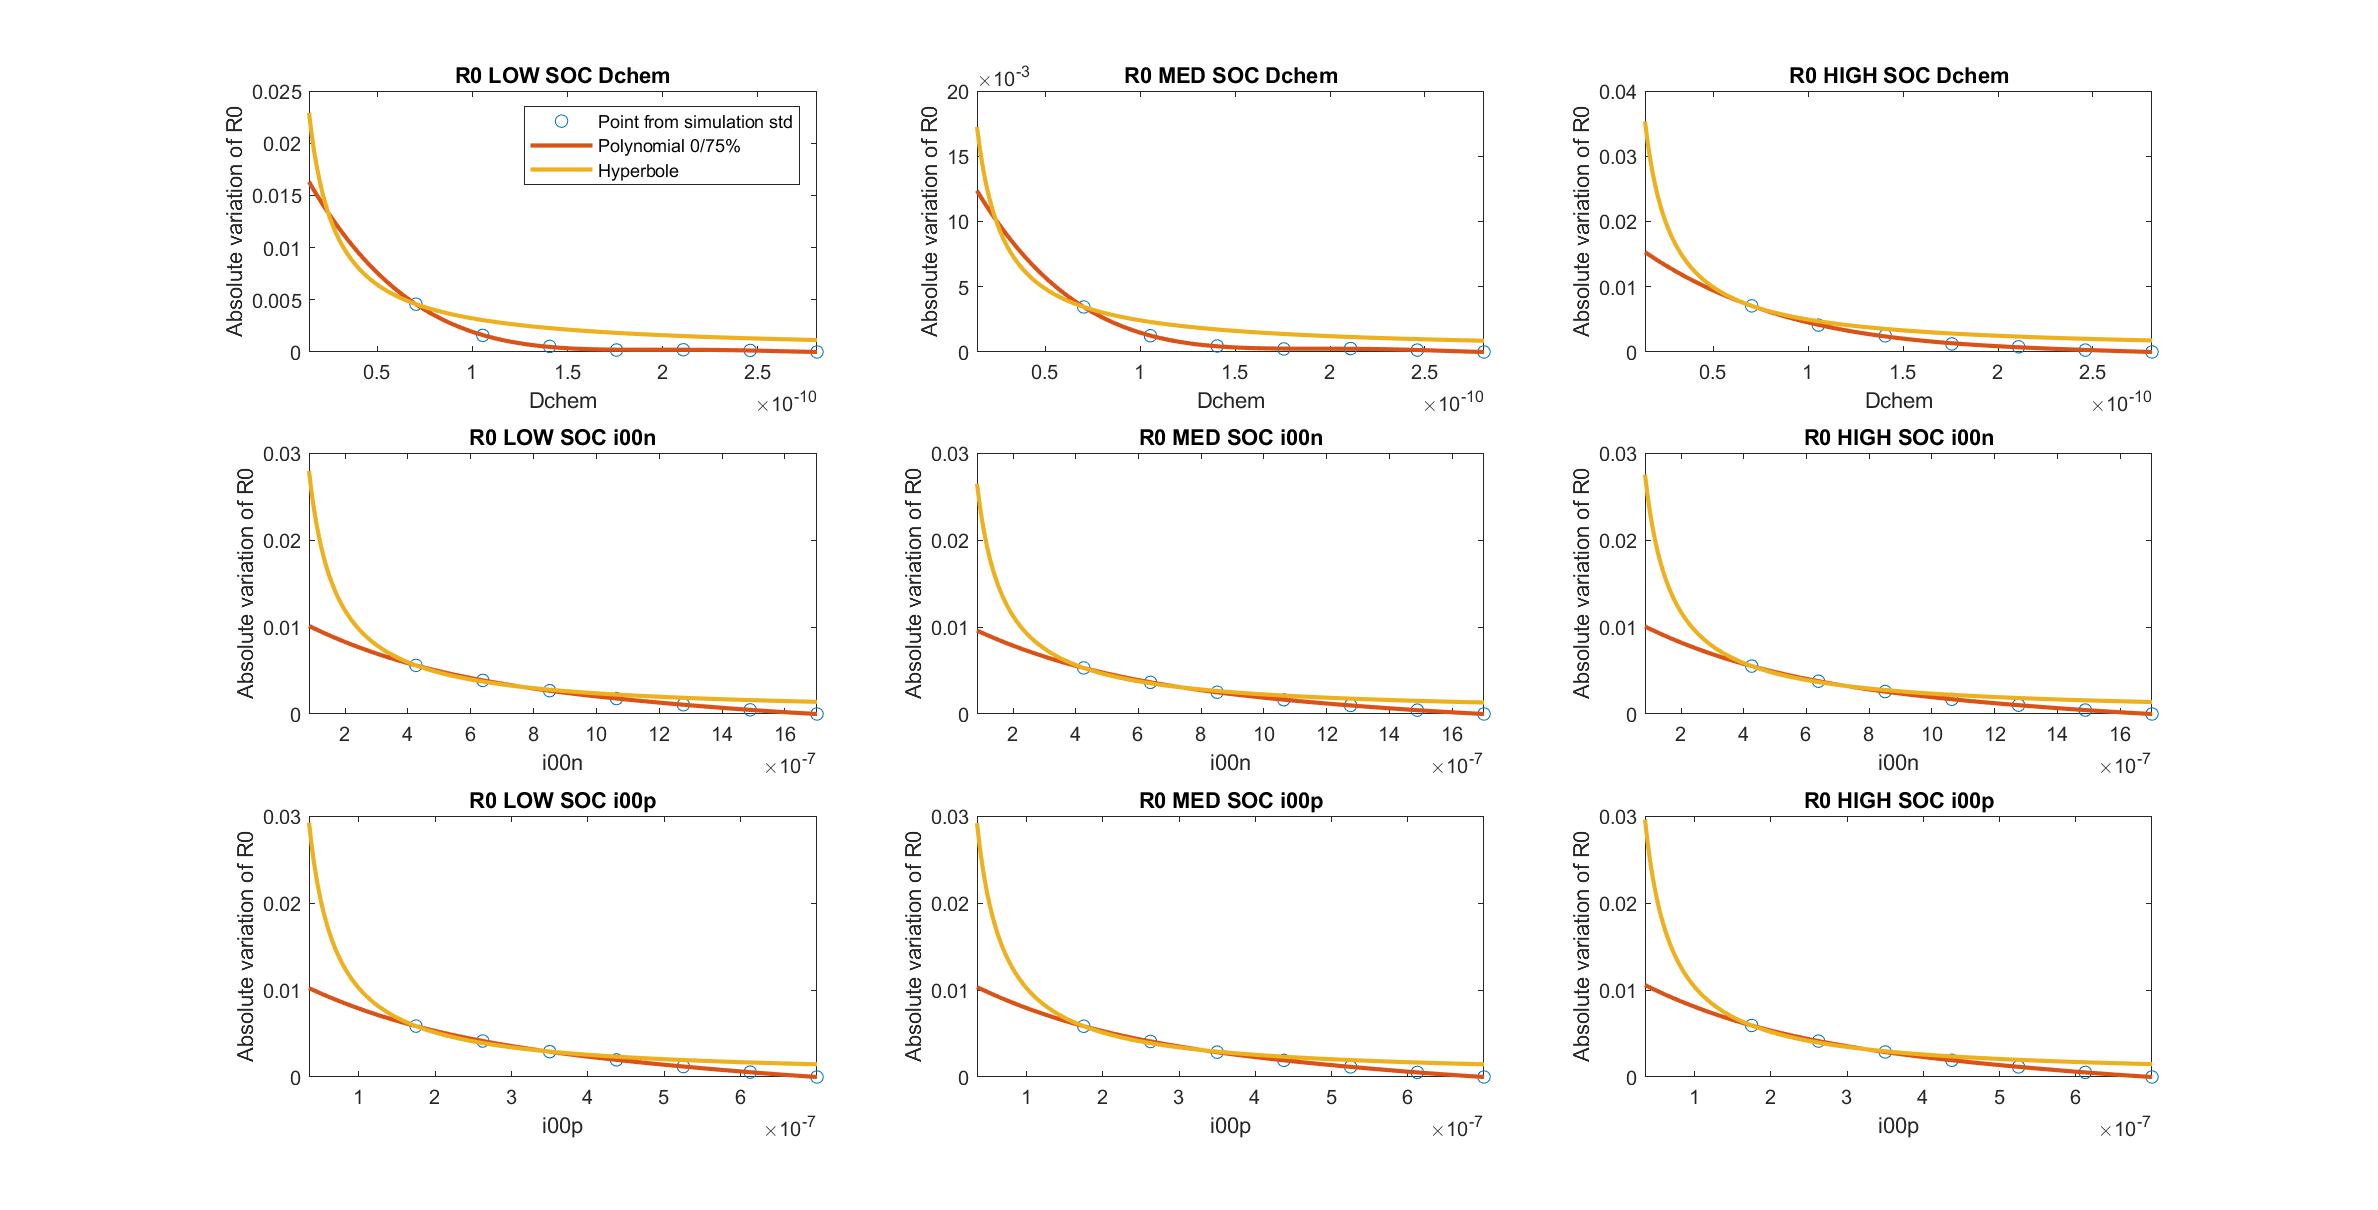 R0 LOW SOC Dchem
0.025
0.02
0.015
0.01
0.005
0
Absolute variation of R0
Point from simulation std
Polynomial 0/75%
Hyperbole
0.5 1 1.5 2 2.5
Dchem
×10-10
R0 MED SOC Dchem
×10-3
20
15
10
5
0
Absolute variation of R0
0.5 1 1.5 2 2.5
Dchem
×10-10
R0 HIGH SOC Dchem
0.04
0.03
0.02
0.01
0
Absolute variation of R0
0.5 1 1.5 2 2.5
Dchem
×10-10
R0 LOW SOC i00n
0.03
0.02
0.01
0
Absolute variation of R0
2 4 6 8 10 12 14 16
i00n
×10-7
R0 MED SOC i00n
0.03
0.02
0.01
0
Absolute variation of R0
2 4 6 8 10 12 14 16
i00n
×10-7
R0 HIGH SOC i00n
0.03
0.02
0.01
0
Absolute variation of R0
2 4 6 8 10 12 14 16
i00n
×10-7
R0 LOW SOC i00p
0.03
0.02
0.01
0
Absolute variation of R0
1 2 3 4 5 6
i00p
×10-7
R0 MED SOC i00p
0.03
0.02
0.01
0
Absolute variation of R0
1 2 3 4 5 6
i00p
×10-7
R0 HIGH SOC i00p
0.03
0.02
0.01
0
Absolute variation of R0
1 2 3 4 5 6
i00p
×10-7